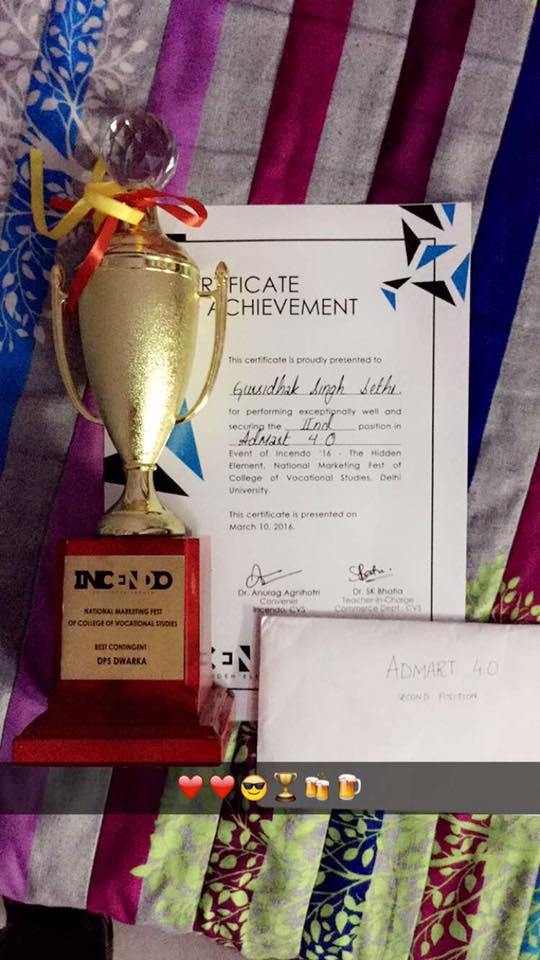 RTIFICATE
ACHIEVEMENT
This certificate is proudly presented to
Gursidhak Singh Sethi.
for performing exceptionally well and
securing the IInd position in
AdMart 4.0
Event of Incendo '16 - The Hidden
Element, National Marketing Fest of
College of Vocational Studies, Delhi
University.
This certificate is presented on
March 10, 2016.
Dr. Anurag Agnihotri
Convener
Incendo, CVS
Dr. SK Bhatia
Teacher-in-Charge
Commerce Dept., CVS
INCENDO
NATIONAL MARKETING FEST
OF COLLEGE OF VOCATIONAL STUDIES
BEST CONTINGENT
DPS DWARKA
ADMART 4.0
SECOND POSITION
❤️❤️😎🏆🍻🍺